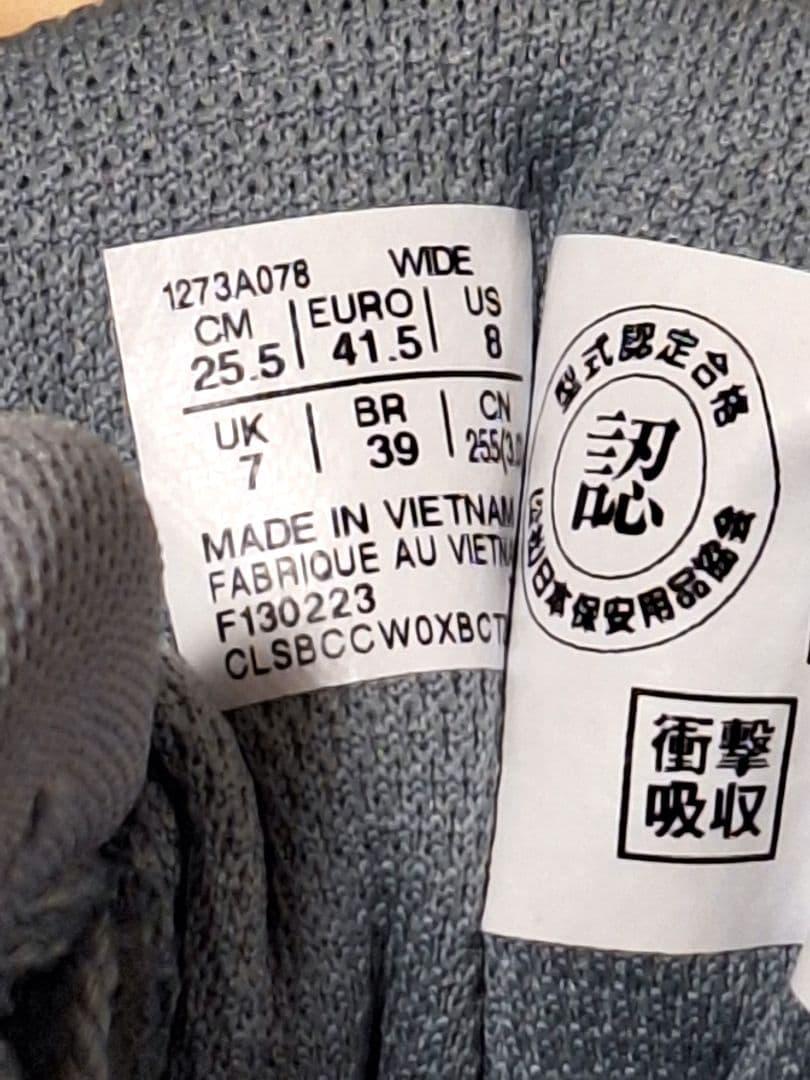 1273A078 WIDE
CM EURO US
25.5 41.5 8
UK BR CN
7 39
MADE IN VIETNAM
FABRIQUE AU
F130223
型式認定合格
認
日本保安用品協会
衝撃
吸収